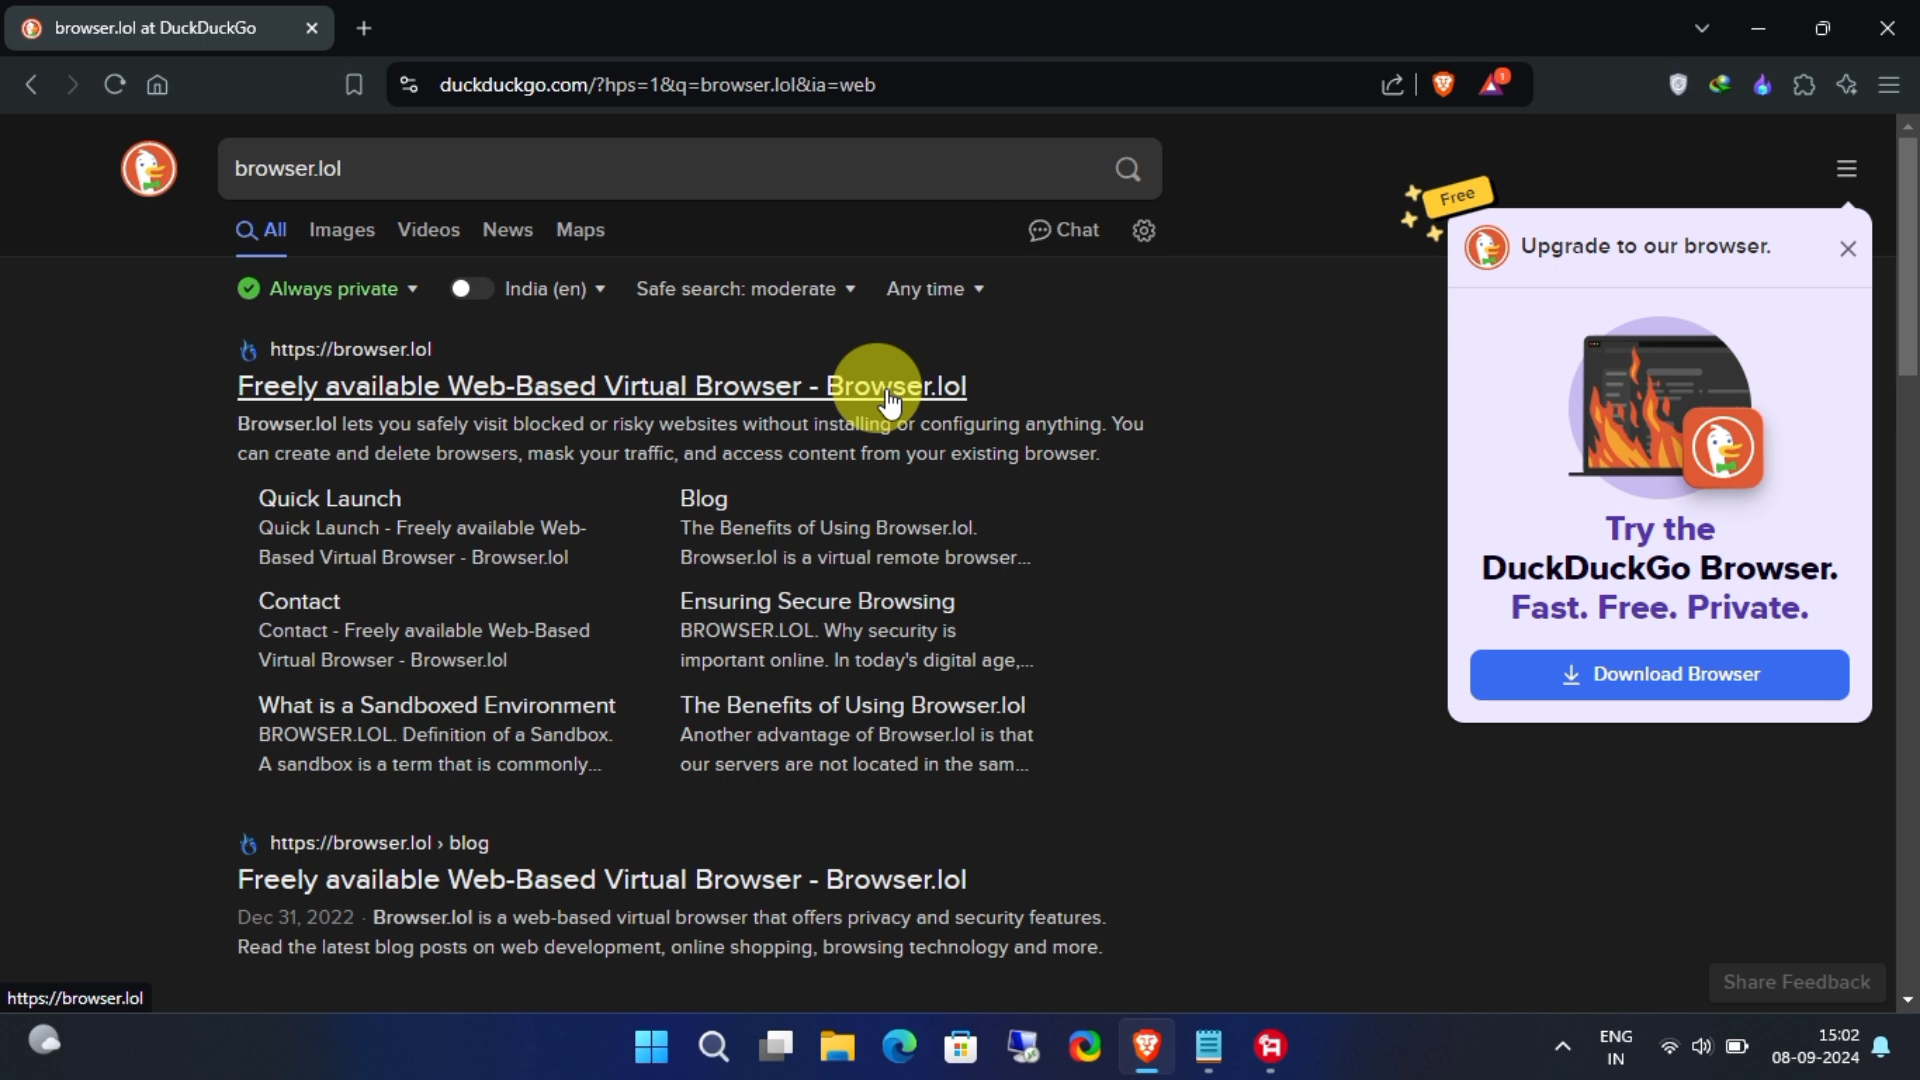 browser.lol at DuckDuckGo
duckduckgo.com/?hps=1&q=browser.lol&ia=web
1
browser.lol
Free
All Images Videos News Maps Chat
Upgrade to our browser.
Always private India (en) Safe search: moderate Any time
https://browser.lol
Freely available Web-Based Virtual Browser - Browser.lol
Browser.lol lets you safely visit blocked or risky websites without installing or configuring anything. You
can create and delete browsers, mask your traffic, and access content from your existing browser.
Quick Launch
Quick Launch - Freely available Web-
Based Virtual Browser - Browser.lol
Blog
The Benefits of Using Browser.lol.
Browser.lol is a virtual remote browser...
Contact
Contact - Freely available Web-Based
Virtual Browser - Browser.lol
Ensuring Secure Browsing
BROWSER.LOL. Why security is
important online. In today's digital age,...
What is a Sandboxed Environment
BROWSER.LOL. Definition of a Sandbox.
A sandbox is a term that is commonly...
The Benefits of Using Browser.lol
Another advantage of Browser.lol is that
our servers are not located in the sam...
Try the
DuckDuckGo Browser.
Fast. Free. Private.
Download Browser
https://browser.lol › blog
Freely available Web-Based Virtual Browser - Browser.lol
Dec 31, 2022 · Browser.lol is a web-based virtual browser that offers privacy and security features.
Read the latest blog posts on web development, online shopping, browsing technology and more.
Share Feedback
https://browser.lol
ENG
IN
15:02
08-09-2024